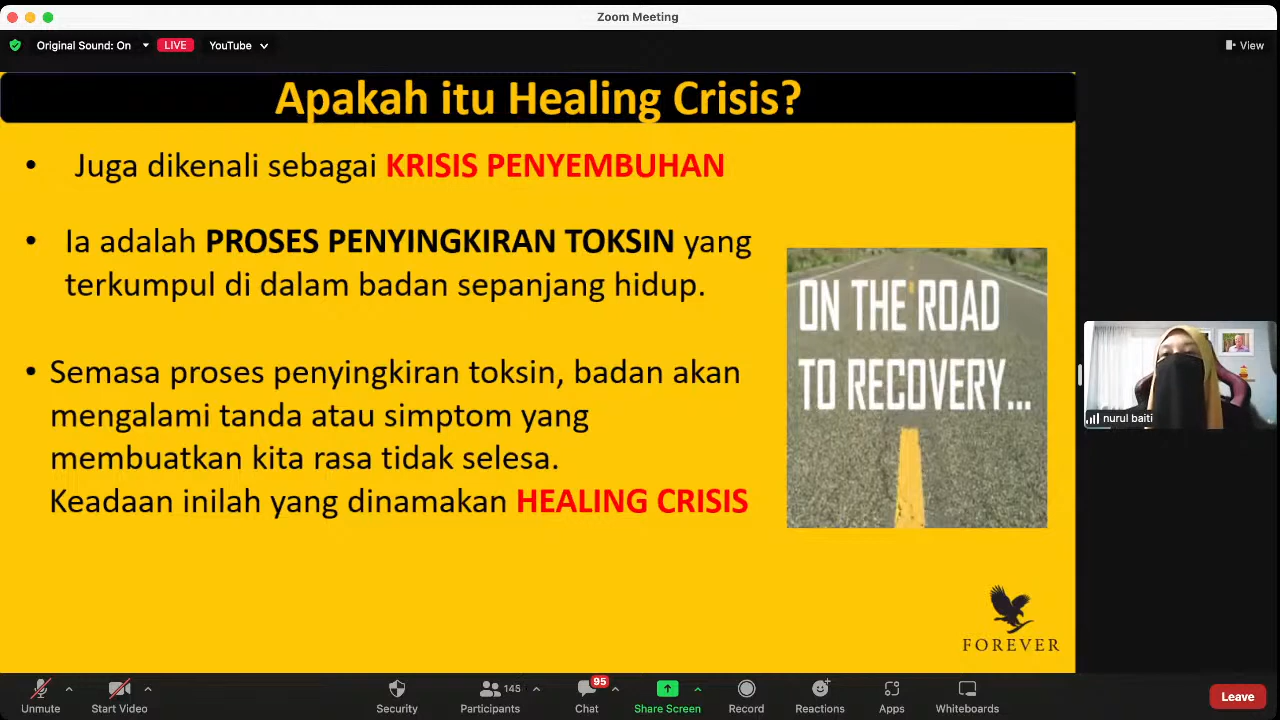 Zoom Meeting
Original Sound: On
LIVE
YouTube
View
Apakah itu Healing Crisis?
• Juga dikenali sebagai KRISIS PENYEMBUHAN
• Ia adalah PROSES PENYINGKIRAN TOKSIN yang
terkumpul di dalam badan sepanjang hidup.
• Semasa proses penyingkiran toksin, badan akan
mengalami tanda atau simptom yang
membuatkan kita rasa tidak selesa.
Keadaan inilah yang dinamakan HEALING CRISIS
ON THE ROAD
TO RECOVERY...
FOREVER
nurul baiti
Unmute
Start Video
Security
Participants
145
Chat
95
Share Screen
Record
Reactions
Apps
Whiteboards
Leave